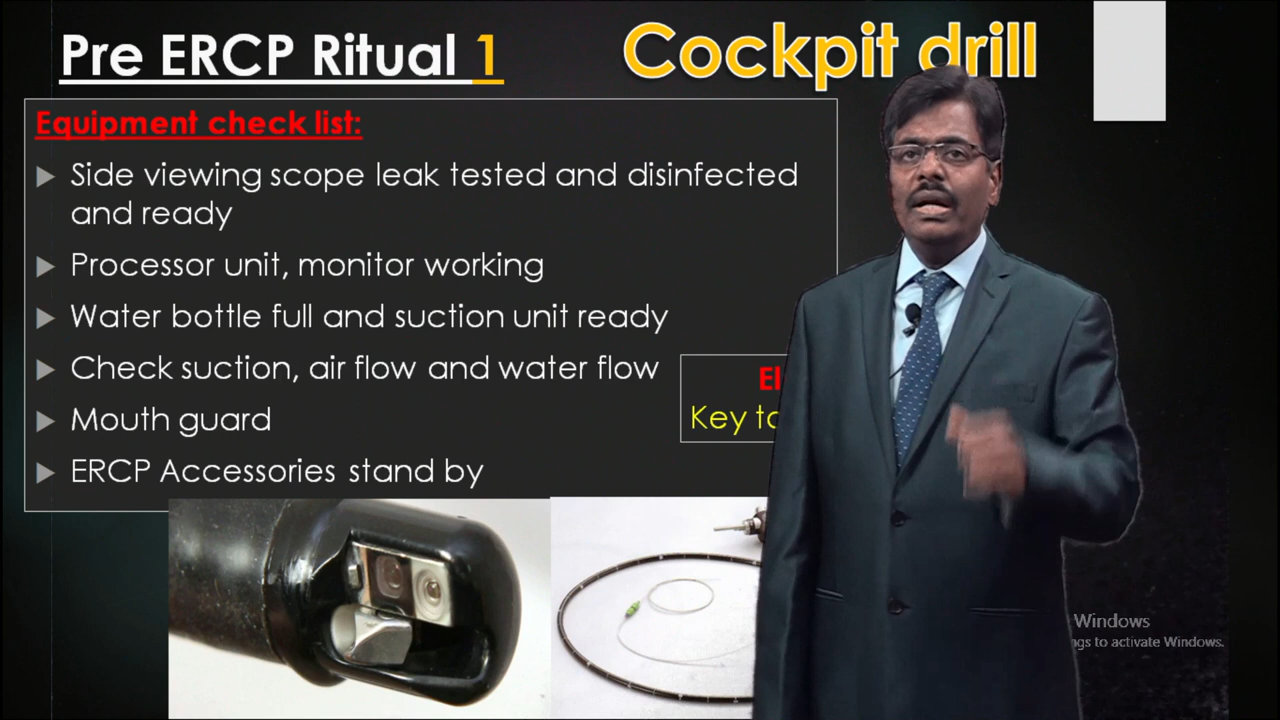 Pre ERCP Ritual 1
Cockpit drill
Equipment check list:
Side viewing scope leak tested and disinfected
and ready
Processor unit, monitor working
Water bottle full and suction unit ready
Check suction, air flow and water flow
Mouth guard
ERCP Accessories stand by
Key
Windows
to activate Windows.